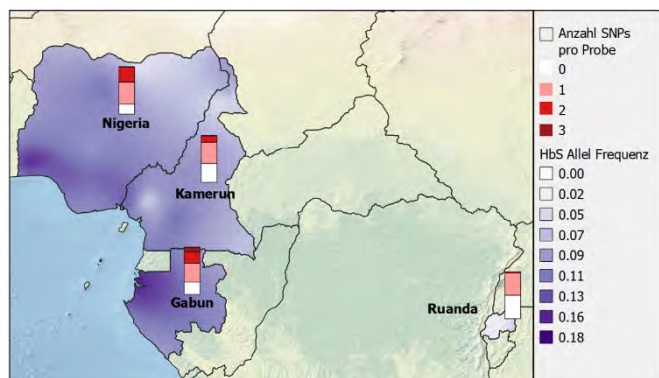 Nigeria
Kamerun
Gabun
Ruanda
Anzahl SNPs
pro Probe
0
1
2
3
HbS Allel Frequenz
0.00
0.02
0.05
0.07
0.09
0.11
0.13
0.16
0.18